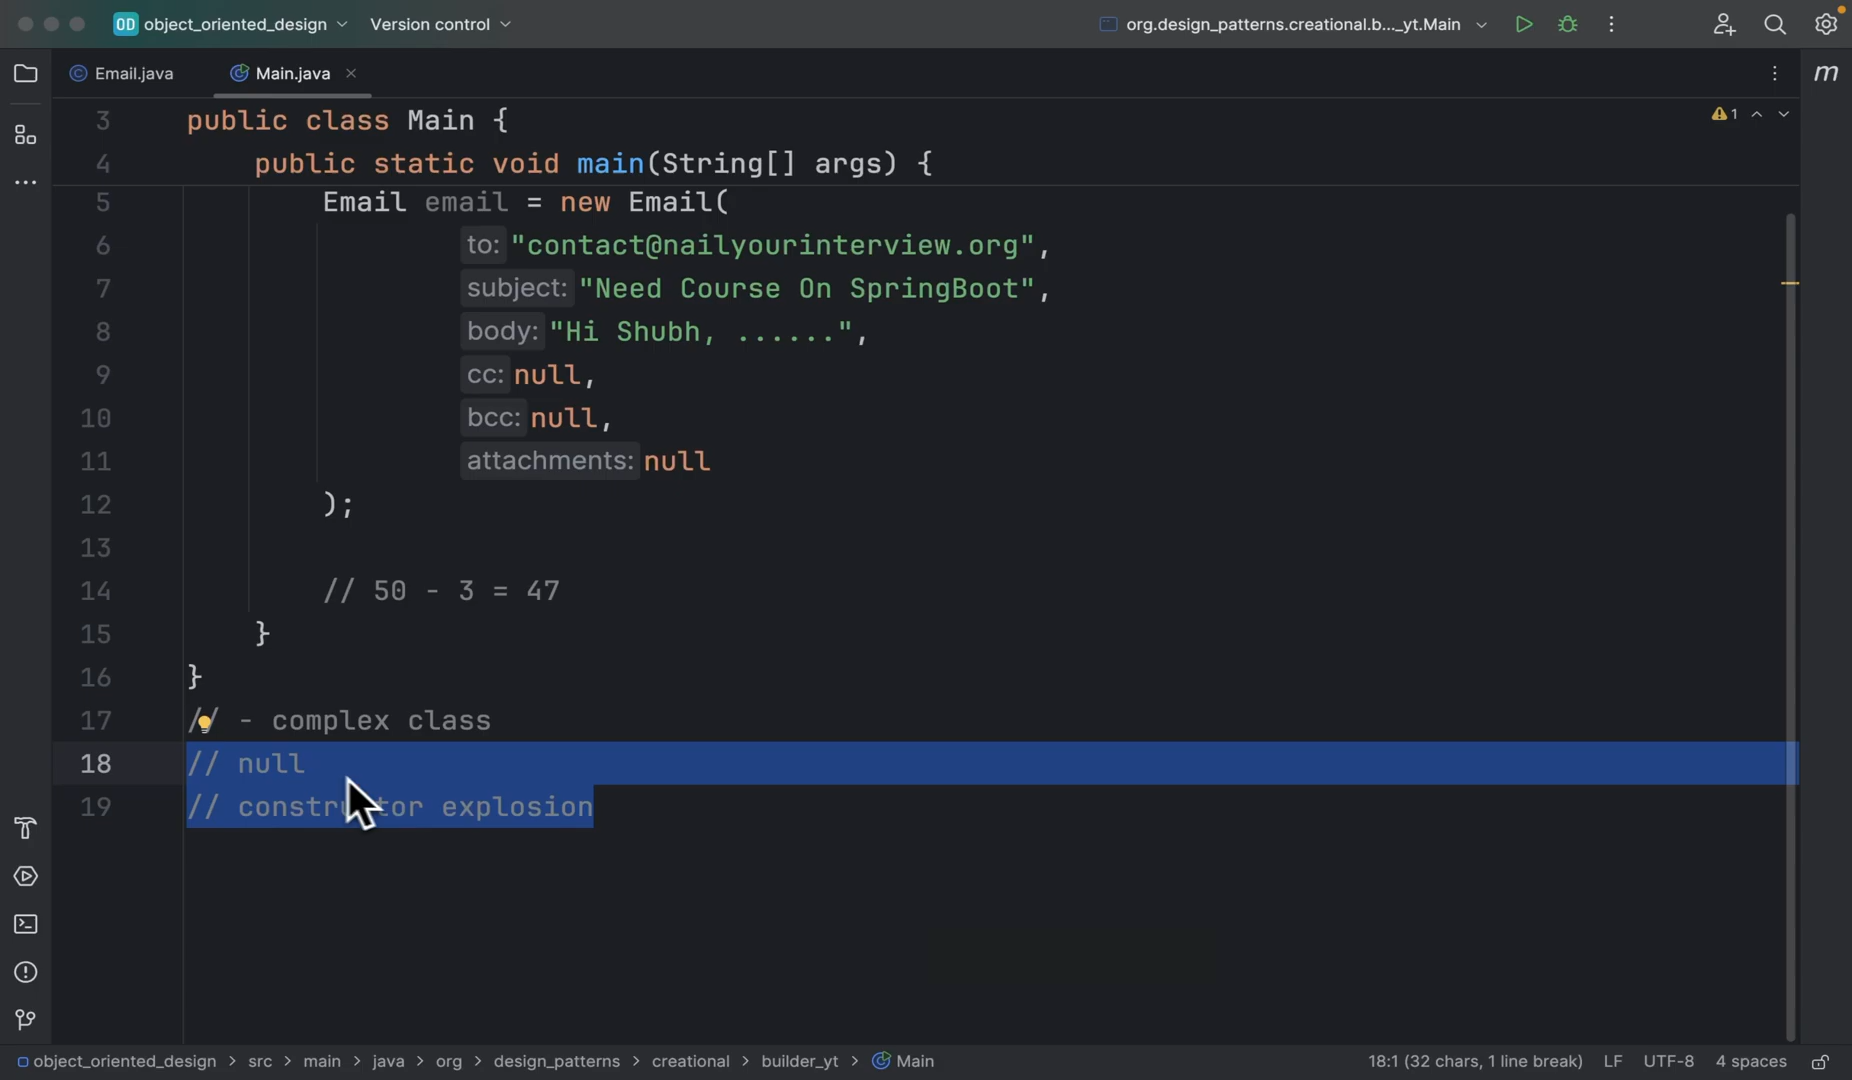 OD object_oriented_design Version control org.design_patterns.creational.b..._yt.Main
Email.java Main.java m
1
3 public class Main {
4 public static void main(String[] args) {
5 Email email = new Email(
6 to: "contact@nailyourinterview.org",
7 subject: "Need Course On SpringBoot",
8 body: "Hi Shubh, ......",
9 cc: null,
10 bcc: null,
11 attachments: null
12 );
13
14 // 50 - 3 = 47
15 }
16 }
17 // - complex class
18 // null
19 // constructor explosion
object_oriented_design > src > main > java > org > design_patterns > creational > builder_yt > Main 18:1 (32 chars, 1 line break) LF UTF-8 4 spaces